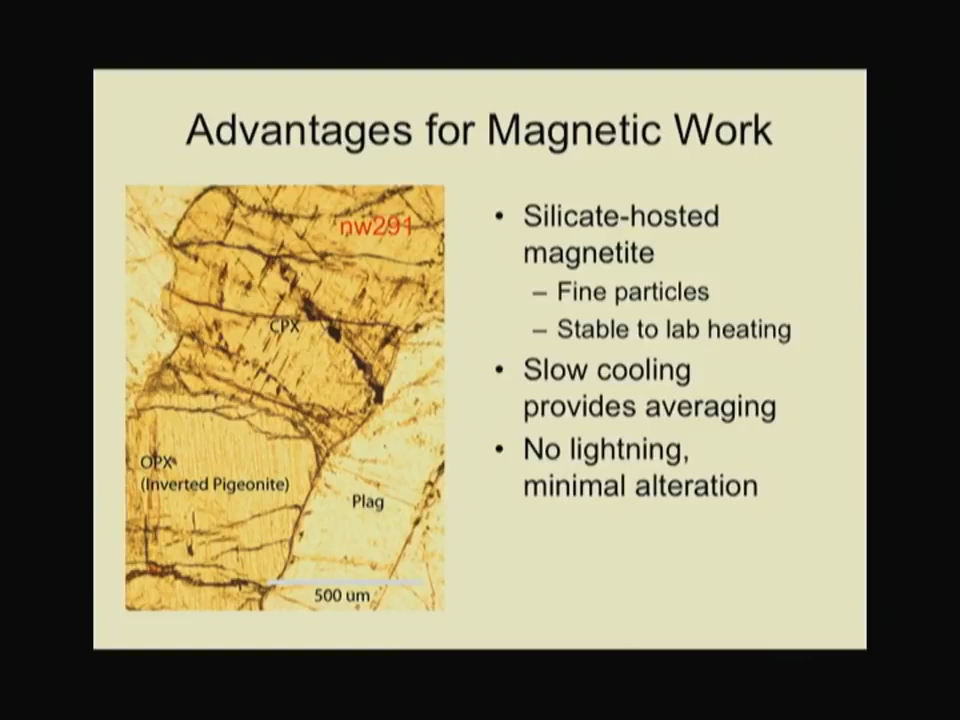 Advantages for Magnetic Work
nw291
CPX
OPX
(Inverted Pigeonite)
Plag
500 um
• Silicate-hosted
magnetite
– Fine particles
– Stable to lab heating
• Slow cooling
provides averaging
• No lightning,
minimal alteration